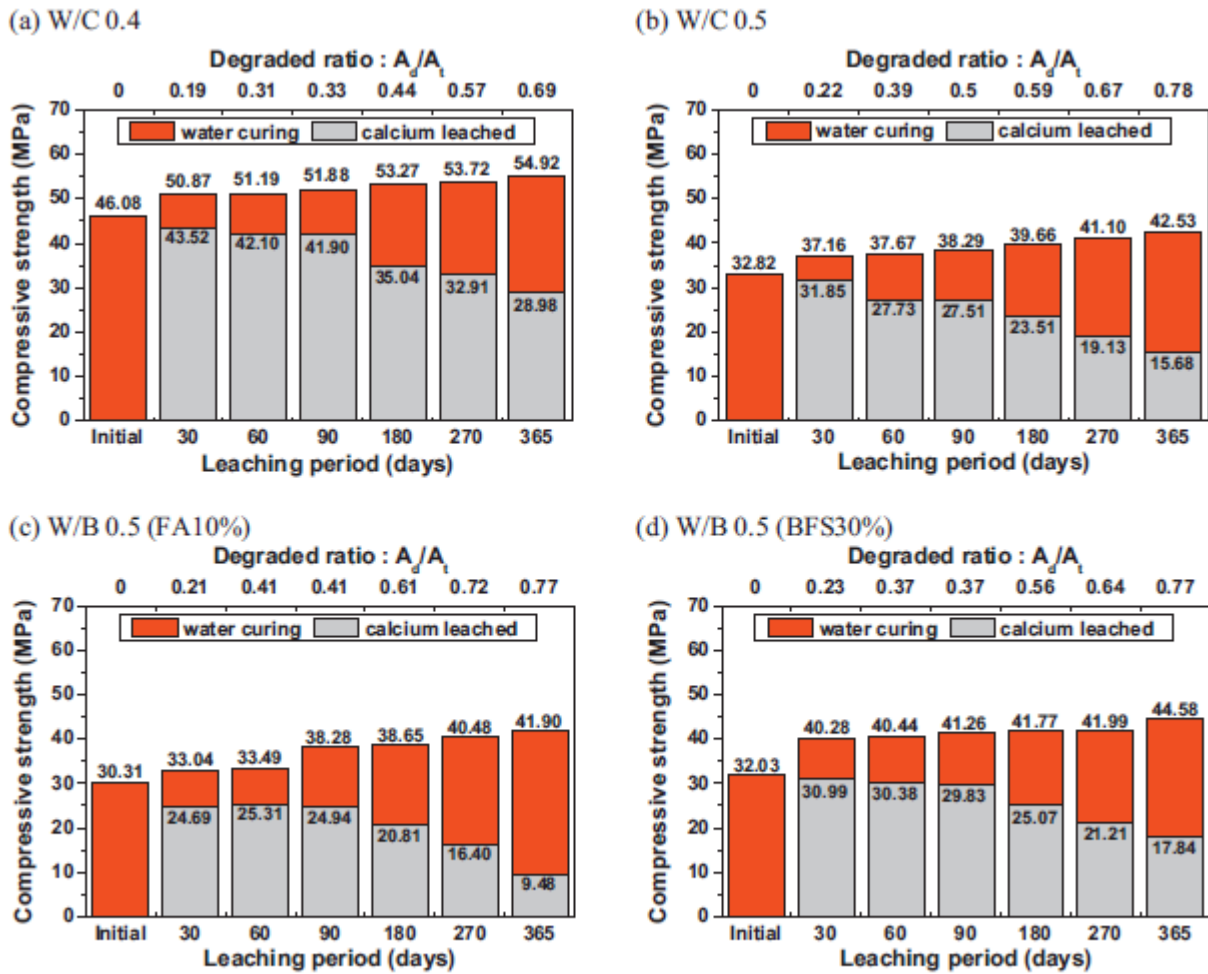 (a) W/C 0.4
Degraded ratio : A_d/A_t
0 0.19 0.31 0.33 0.44 0.57 0.69
Compressive strength (MPa)
70
60
50
40
30
20
10
0
water curing calcium leached
46.08 50.87 51.19 51.88 53.27 53.72 54.92
43.52 42.10 41.90 35.04 32.91 28.98
Initial 30 60 90 180 270 365
Leaching period (days)
(b) W/C 0.5
Degraded ratio : A_d/A_t
0 0.22 0.39 0.5 0.59 0.67 0.78
Compressive strength (MPa)
70
60
50
40
30
20
10
0
water curing calcium leached
32.82 37.16 37.67 38.29 39.66 41.10 42.53
31.85 27.73 27.51 23.51 19.13 15.68
Initial 30 60 90 180 270 365
Leaching period (days)
(c) W/B 0.5 (FA10%)
Degraded ratio : A_d/A_t
0 0.21 0.41 0.41 0.61 0.72 0.77
Compressive strength (MPa)
70
60
50
40
30
20
10
0
water curing calcium leached
30.31 33.04 33.49 38.28 38.65 40.48 41.90
24.69 25.31 24.94 20.81 16.40 9.48
Initial 30 60 90 180 270 365
Leaching period (days)
(d) W/B 0.5 (BFS30%)
Degraded ratio : A_d/A_t
0 0.23 0.37 0.37 0.56 0.64 0.77
Compressive strength (MPa)
70
60
50
40
30
20
10
0
water curing calcium leached
32.03 40.28 40.44 41.26 41.77 41.99 44.58
30.99 30.38 29.83 25.07 21.21 17.84
Initial 30 60 90 180 270 365
Leaching period (days)